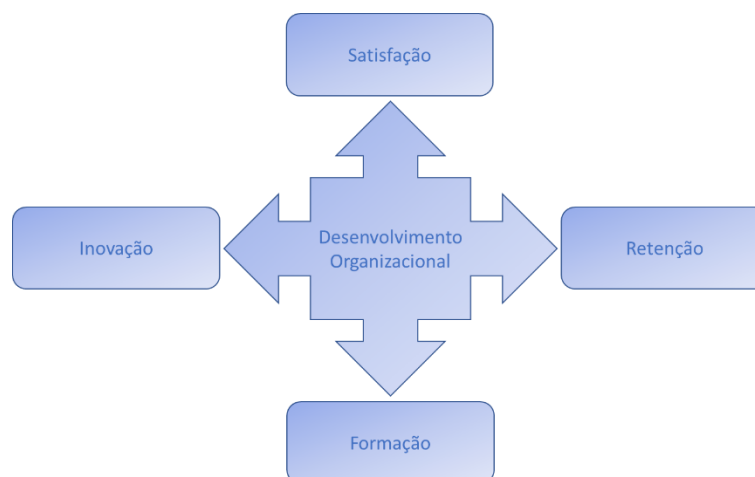 Satisfação
Inovação
Desenvolvimento
Organizacional
Retenção
Formação